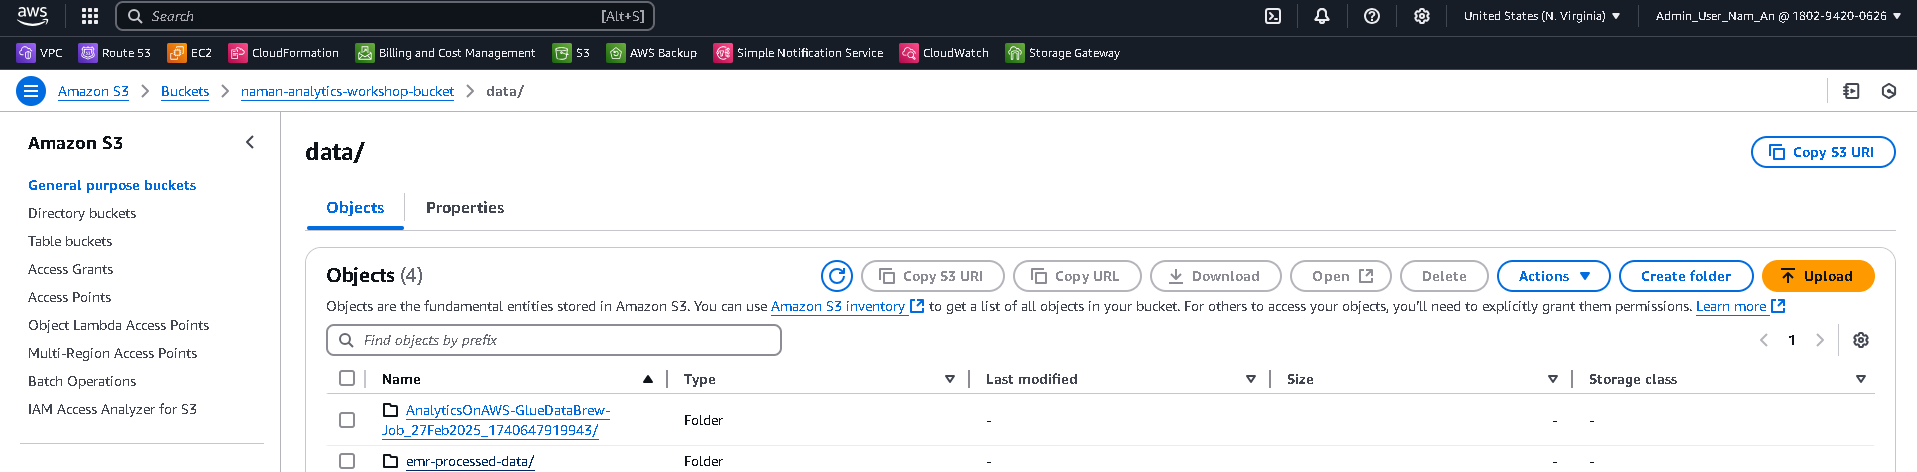 aws
Search [Alt+S] United States (N. Virginia) Admin_User_Nam_An @ 1802-9420-0626
VPC Route 53 EC2 CloudFormation Billing and Cost Management S3 AWS Backup Simple Notification Service CloudWatch Storage Gateway
Amazon S3 Buckets naman-analytics-workshop-bucket data/
Amazon S3
General purpose buckets
Directory buckets
Table buckets
Access Grants
Access Points
Object Lambda Access Points
Multi-Region Access Points
Batch Operations
IAM Access Analyzer for S3
data/ Copy S3 URI
Objects Properties
Objects (4) Copy S3 URI Copy URL Download Open Delete Actions Create folder Upload
Objects are the fundamental entities stored in Amazon S3. You can use Amazon S3 inventory to get a list of all objects in your bucket. For others to access your objects, you'll need to explicitly grant them permissions. Learn more
Find objects by prefix 1
Name Type Last modified Size Storage class
AnalyticsOnAWS-GlueDataBrew-
Job_27Feb2025_1740647919943/ Folder - - -
emr-processed-data/ Folder - - -